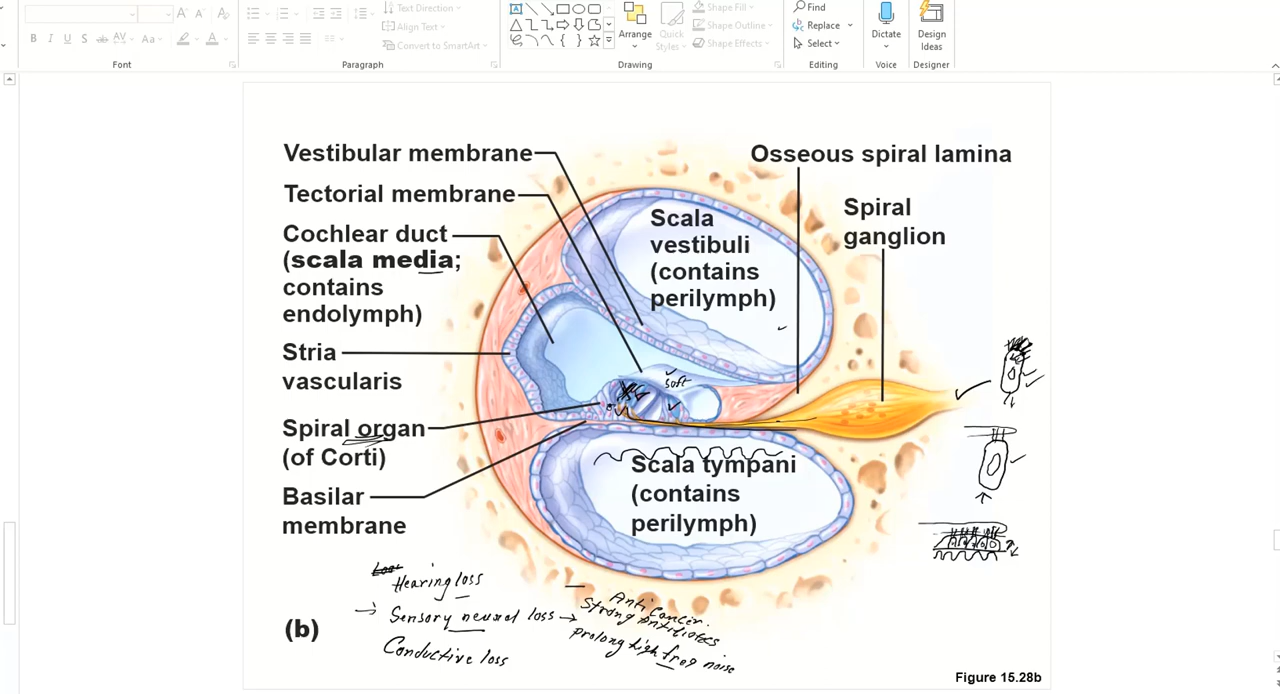 Text Direction
Align Text
Convert to SmartArt
Font
Paragraph
Arrange
Quick
Styles
Shape Fill
Shape Outline
Shape Effects
Drawing
Find
Replace
Select
Editing
Dictate
Voice
Design
Ideas
Designer
Vestibular membrane
Tectorial membrane
Cochlear duct
(scala media;
contains
endolymph)
Stria
vascularis
Spiral organ
(of Corti)
Basilar
membrane
Scala
vestibuli
(contains
perilymph)
Osseous spiral lamina
Spiral
ganglion
soft
Scala tympani
(contains
perilymph)
Hearing loss
Sensory neural loss
Conductive loss
Anti cancer.
Strong antibiotics
prolong high freq noise
(b)
Figure 15.28b